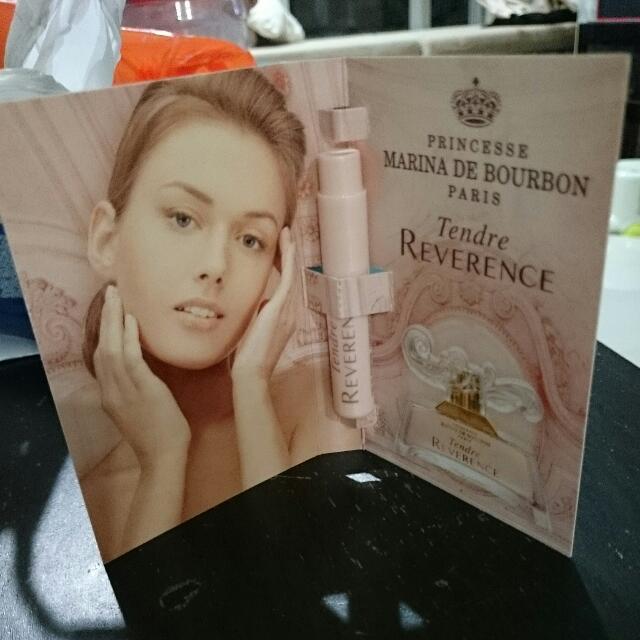 PRINCESSE
MARINA DE BOURBON
PARIS
Tendre
REVERENCE
Tendre
REVEREN
Tendre
REVERENCE